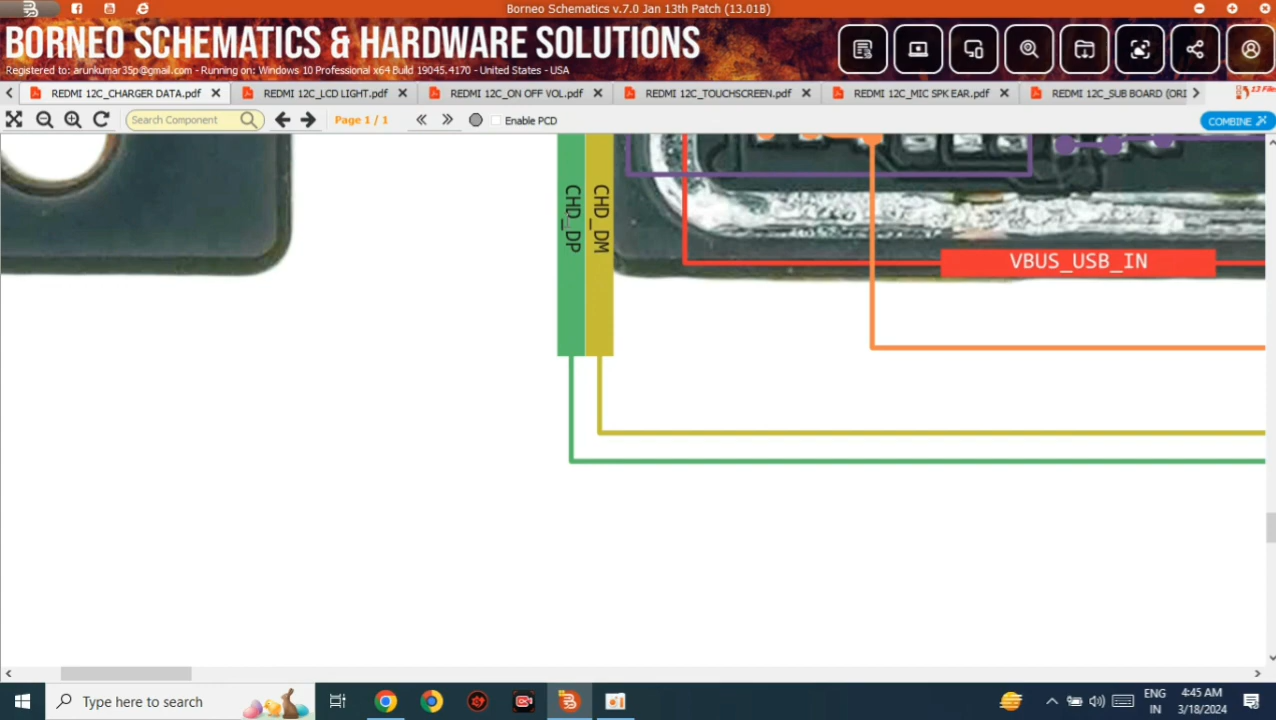 Borneo Schematics v.7.0 Jan 13th Patch (13.018)
BORNEO SCHEMATICS & HARDWARE SOLUTIONS
Registered to: arunkumar35p@gmail.com - Running on: Windows 10 Professional x64 Build 19045.4170 - United States - USA
REDMI 12C_CHARGER DATA.pdf
REDMI 12C_LCD LIGHT.pdf
REDMI 12C_ON OFF VOL.pdf
REDMI 12C_TOUCHSCREEN.pdf
REDMI 12C_MIC SPK EAR.pdf
REDMI 12C_SUB BOARD (ORI
13 File
Search Component
Page 1 / 1
Enable PCD
COMBINE
CHD_DP
CHD_DM
VBUS_USB_IN
Type here to search
ENG
IN
4:45 AM
3/18/2024